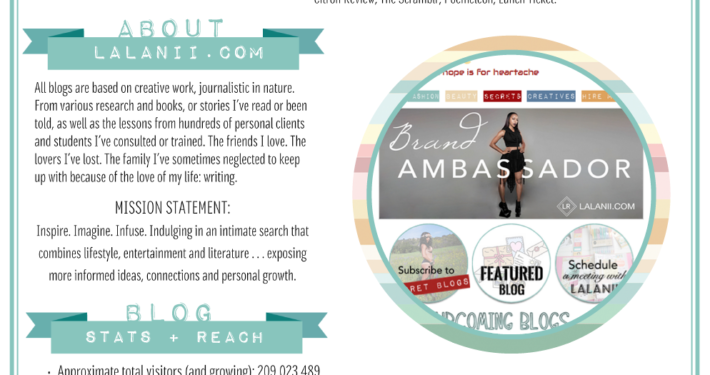 Citron Review, The Scrambler, Poemeleon, Lunch Ticket.
ABOUT
LALANII.COM
All blogs are based on creative work, journalistic in nature.
From various research and books, or stories I've read or been
told, as well as the lessons from hundreds of personal clients
and students I've consulted or trained. The friends I love. The
lovers I've lost. The family I've sometimes neglected to keep
up with because of the love of my life: writing.
MISSION STATEMENT:
Inspire. Imagine. Infuse. Indulging in an intimate search that
combines lifestyle, entertainment and literature . . . exposing
more informed ideas, connections and personal growth.
BLOG
STATS + REACH
• Approximate total visitors (and growing): 209,023,489
hope is for heartache
FASHION BEAUTY SECRETS CREATIVES HIRE
Brand
AMBASSADOR
LR LALANII.COM
Subscribe to
RET BLOGS
FEATURED
BLOG
Schedule
a meeting with
LALANII
UPCOMING BLOGS